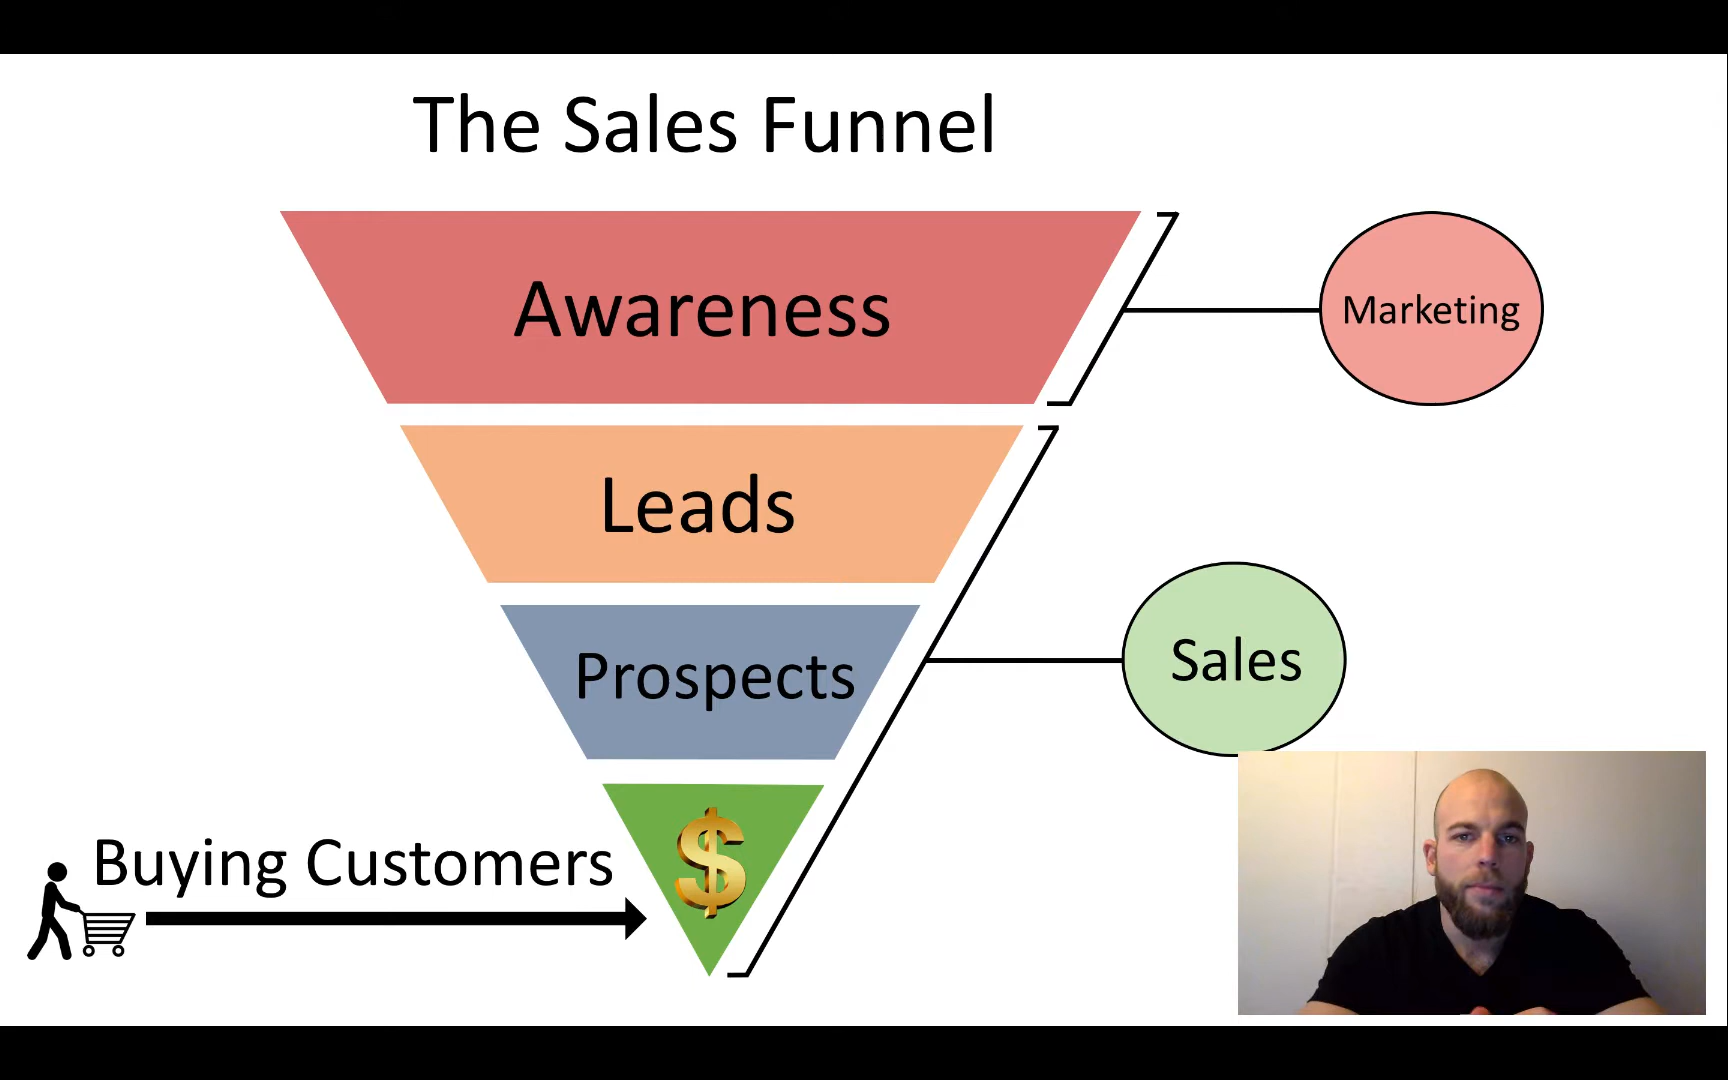 The Sales Funnel
Awareness
Marketing
Leads
Prospects
Sales
Buying Customers
$